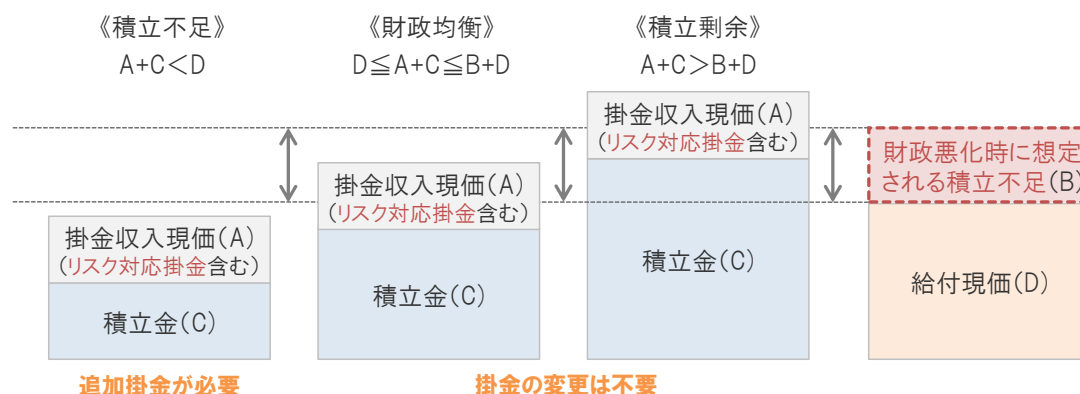 《積立不足》
A+C<D
《財政均衡》
D≦A+C≦B+D
《積立剰余》
A+C>B+D
掛金収入現価(A)
(リスク対応掛金含む)
積立金(C)
追加掛金が必要
掛金収入現価(A)
(リスク対応掛金含む)
積立金(C)
掛金収入現価(A)
(リスク対応掛金含む)
積立金(C)
掛金の変更は不要
財政悪化時に想定
される積立不足(B)
給付現価(D)